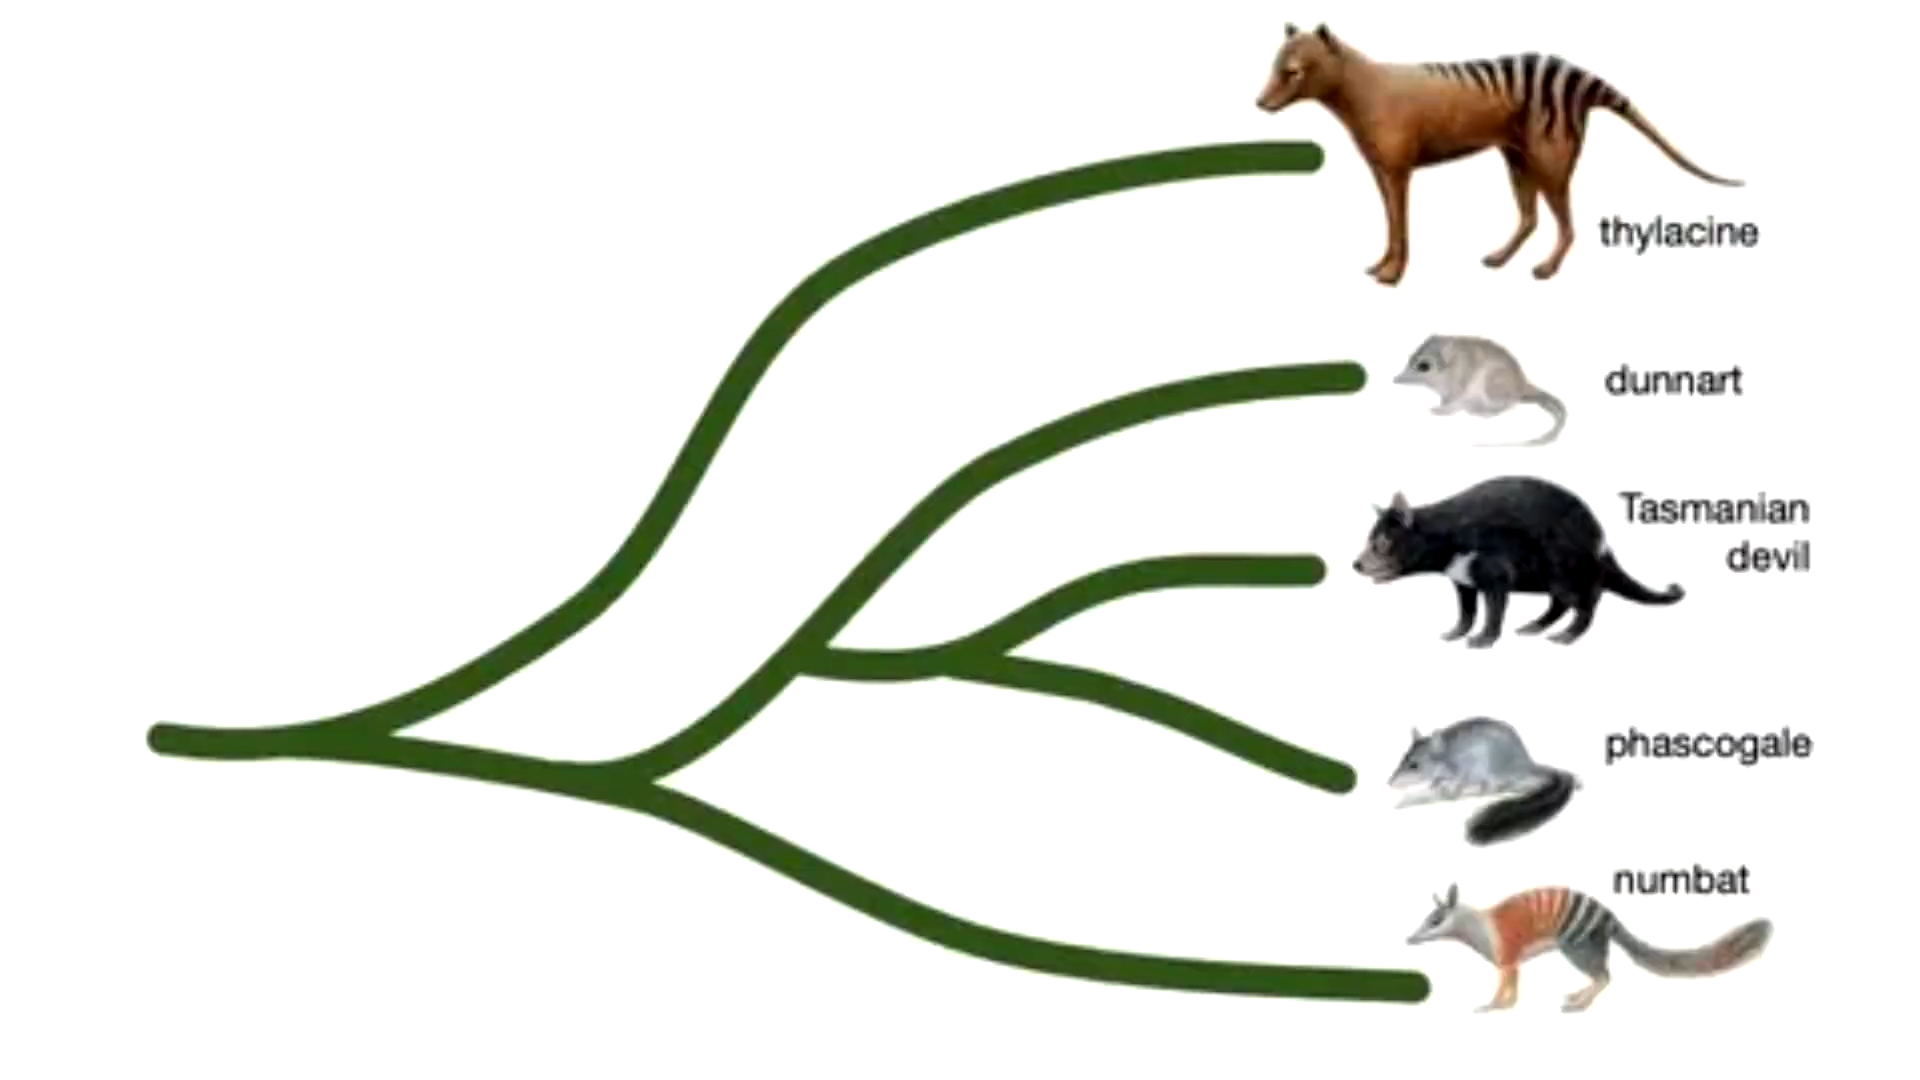 thylacine
dunnart
Tasmanian
devil
phascogale
numbat